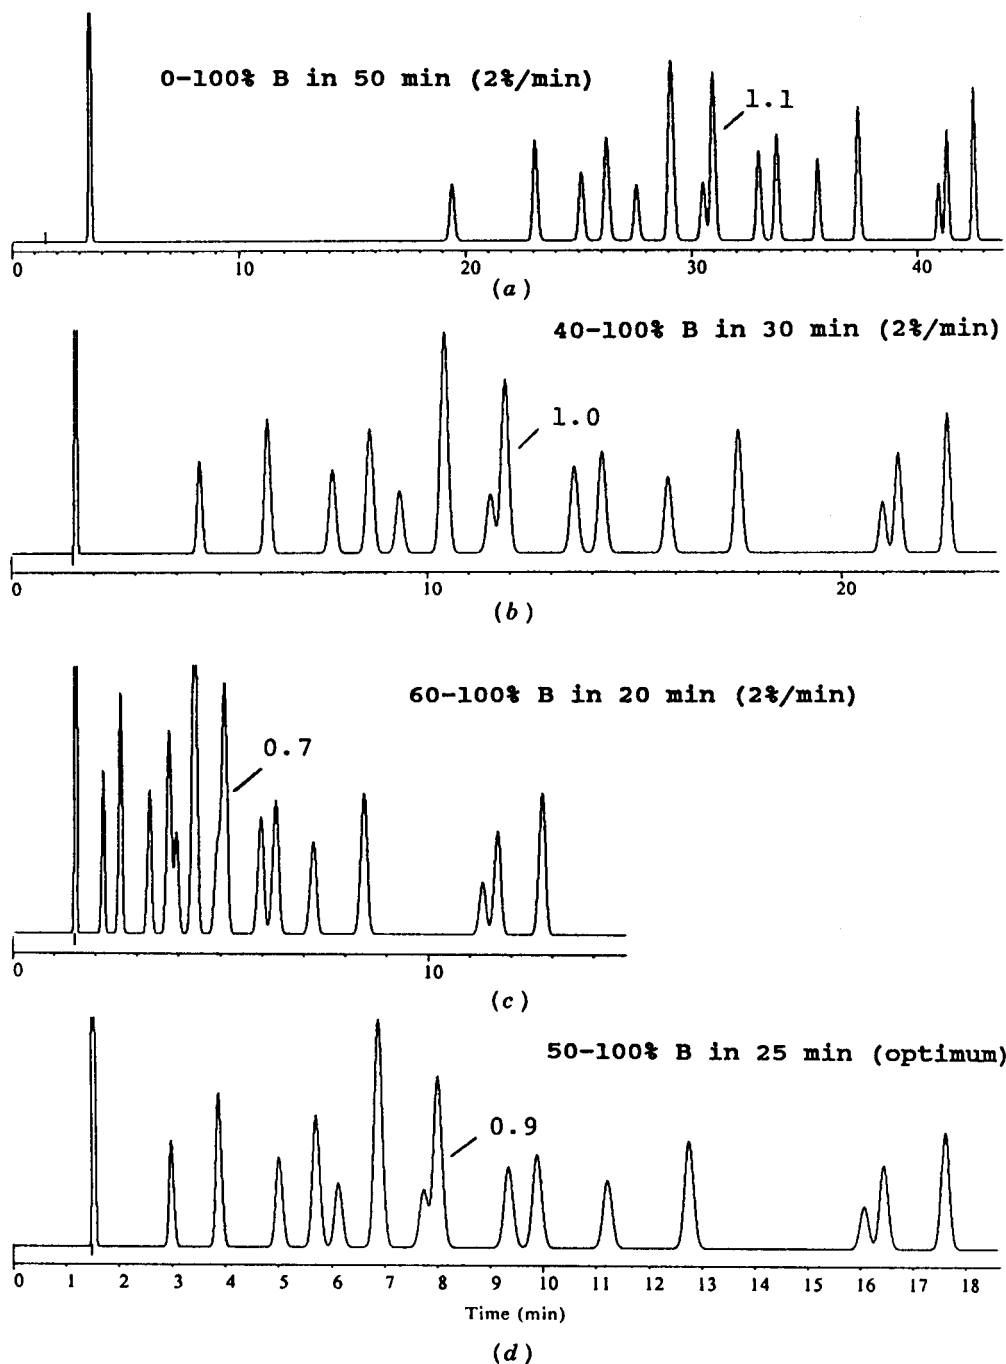 0-100% B in 50 min (2%/min)
1.1
0 10 20 30 40
(a)
40-100% B in 30 min (2%/min)
1.0
0 10 20
(b)
60-100% B in 20 min (2%/min)
0.7
0 10
(c)
50-100% B in 25 min (optimum)
0.9
0 1 2 3 4 5 6 7 8 9 10 11 12 13 14 15 16 17 18
Time (min)
(d)